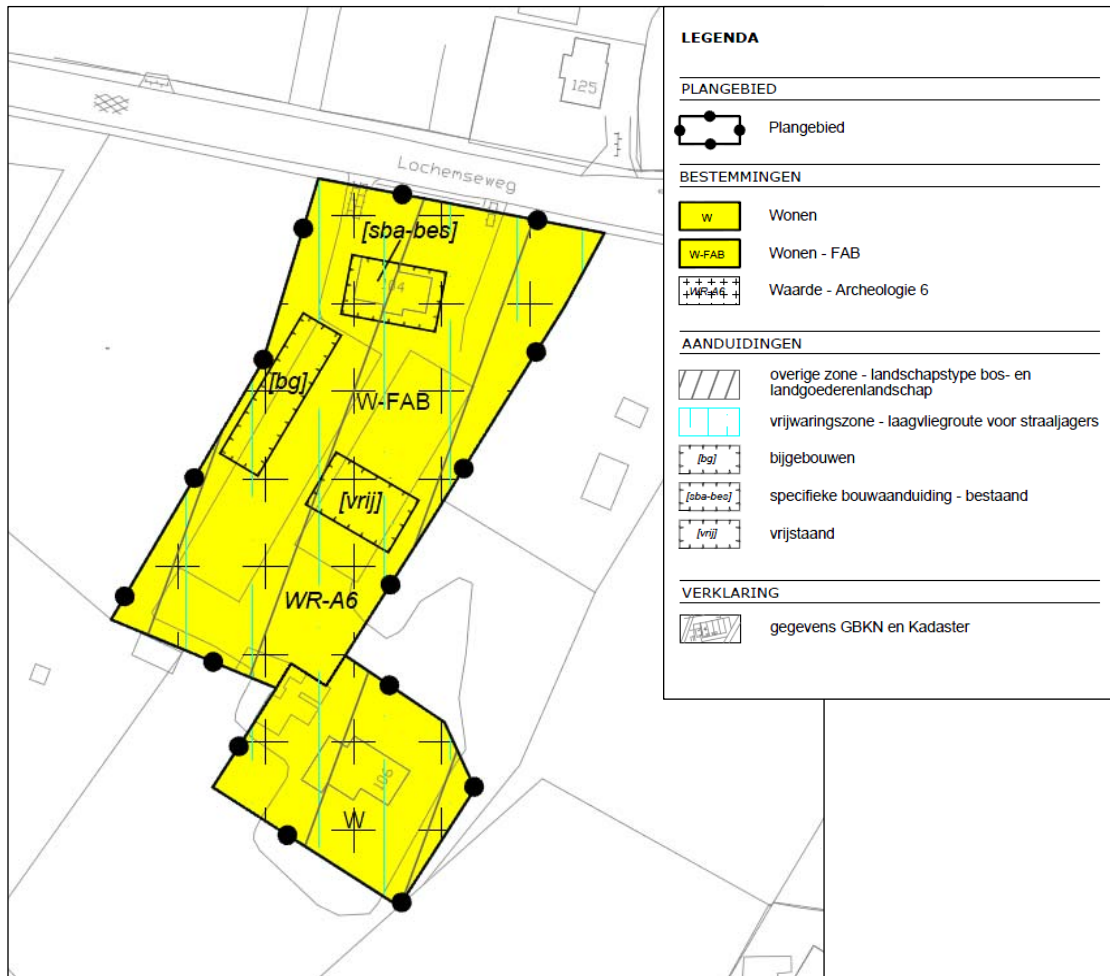 125
Lochemseweg
[sba-bes]
104
[bg]
W-FAB
[vrij]
WR-A6
106
W
LEGENDA
PLANGEBIED
Plangebied
BESTEMMINGEN
W Wonen
W-FAB Wonen - FAB
WR-A6 Waarde - Archeologie 6
AANDUIDINGEN
overige zone - landschapstype bos- en
landgoederenlandschap
vrijwaringszone - laagvliegroute voor straaljagers
[bg] bijgebouwen
[sba-bes] specifieke bouwaanduiding - bestaand
[vrij] vrijstaand
VERKLARING
gegevens GBKN en Kadaster